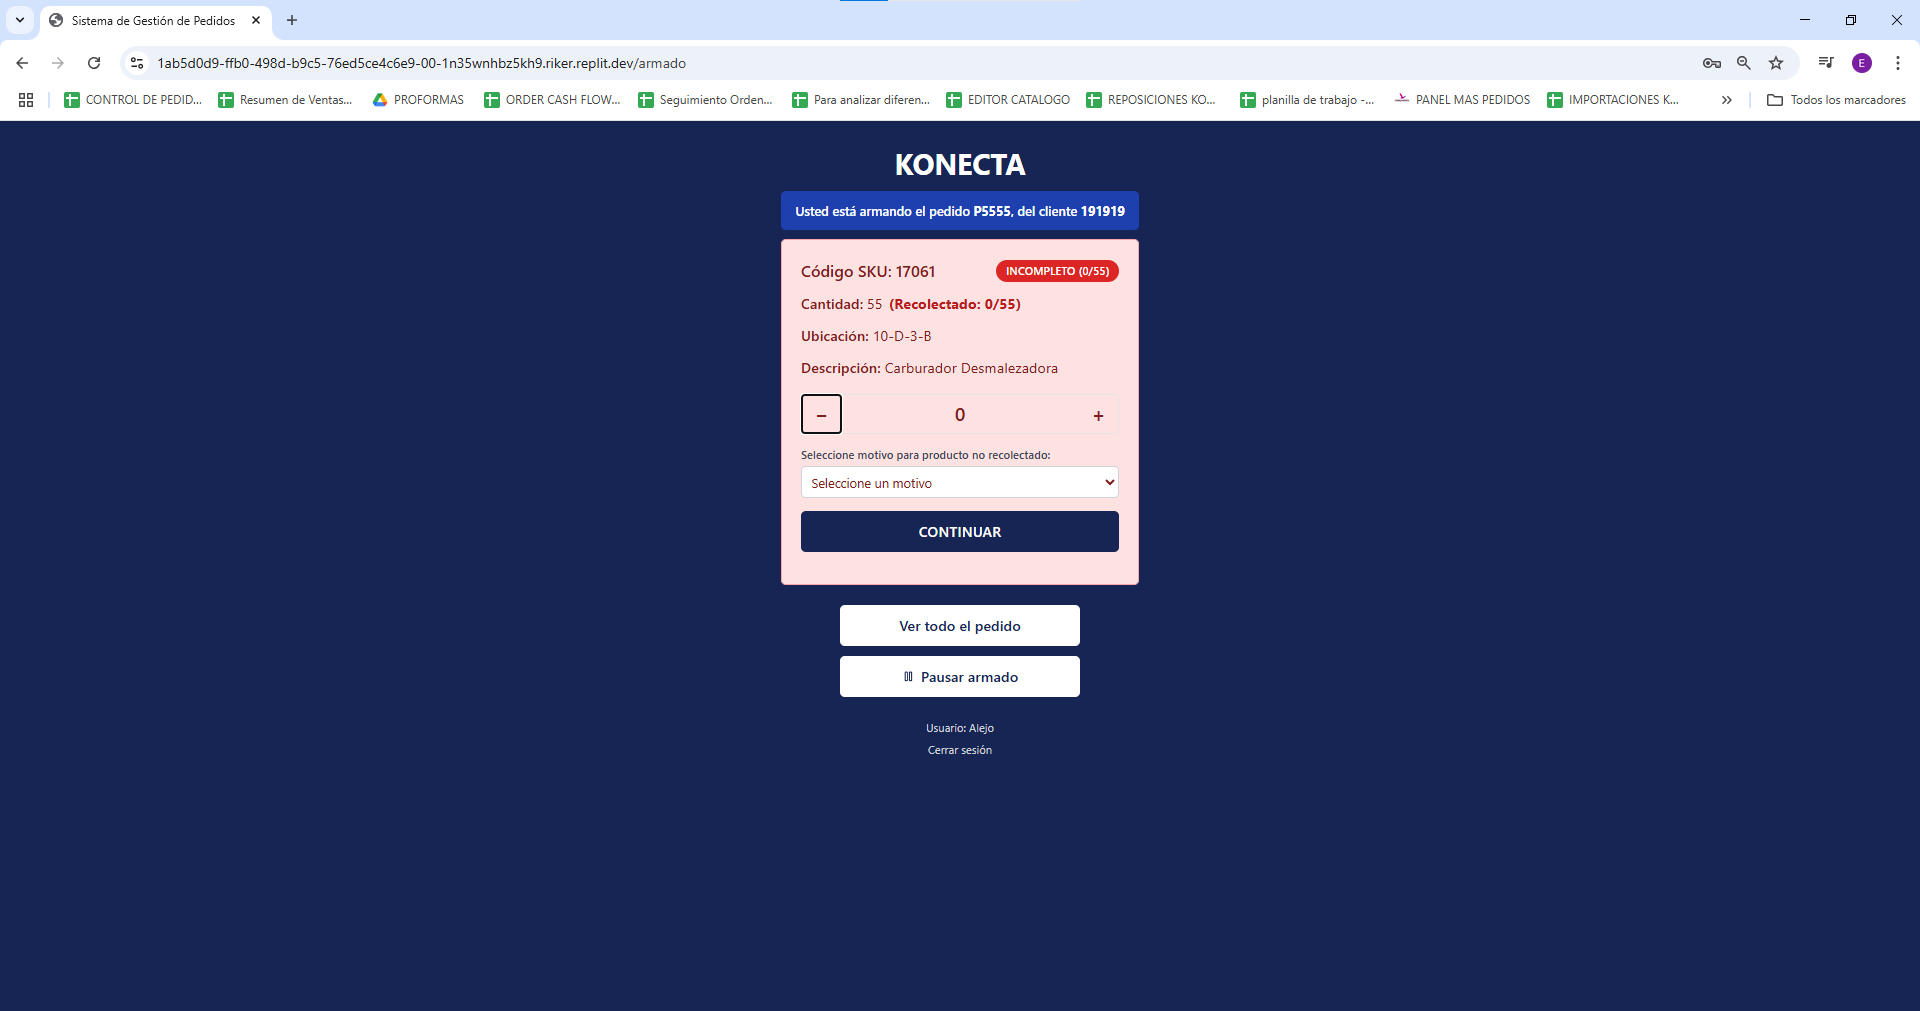 Sistema de Gestión de Pedidos
1ab5d0d9-ffb0-498d-b9c5-76ed5ce4c6e9-00-1n35wnhbz5kh9.riker.replit.dev/armado
E
CONTROL DE PEDID...
Resumen de Ventas...
PROFORMAS
ORDER CASH FLOW...
Seguimiento Orden...
Para analizar diferen...
EDITOR CATALOGO
REPOSICIONES KO...
planilla de trabajo -...
PANEL MAS PEDIDOS
IMPORTACIONES K...
Todos los marcadores
KONECTA
Usted está armando el pedido P5555, del cliente 191919
Código SKU: 17061
INCOMPLETO (0/55)
Cantidad: 55 (Recolectado: 0/55)
Ubicación: 10-D-3-B
Descripción: Carburador Desmalezadora
− 0 +
Seleccione motivo para producto no recolectado:
Seleccione un motivo
CONTINUAR
Ver todo el pedido
Pausar armado
Usuario: Alejo
Cerrar sesión